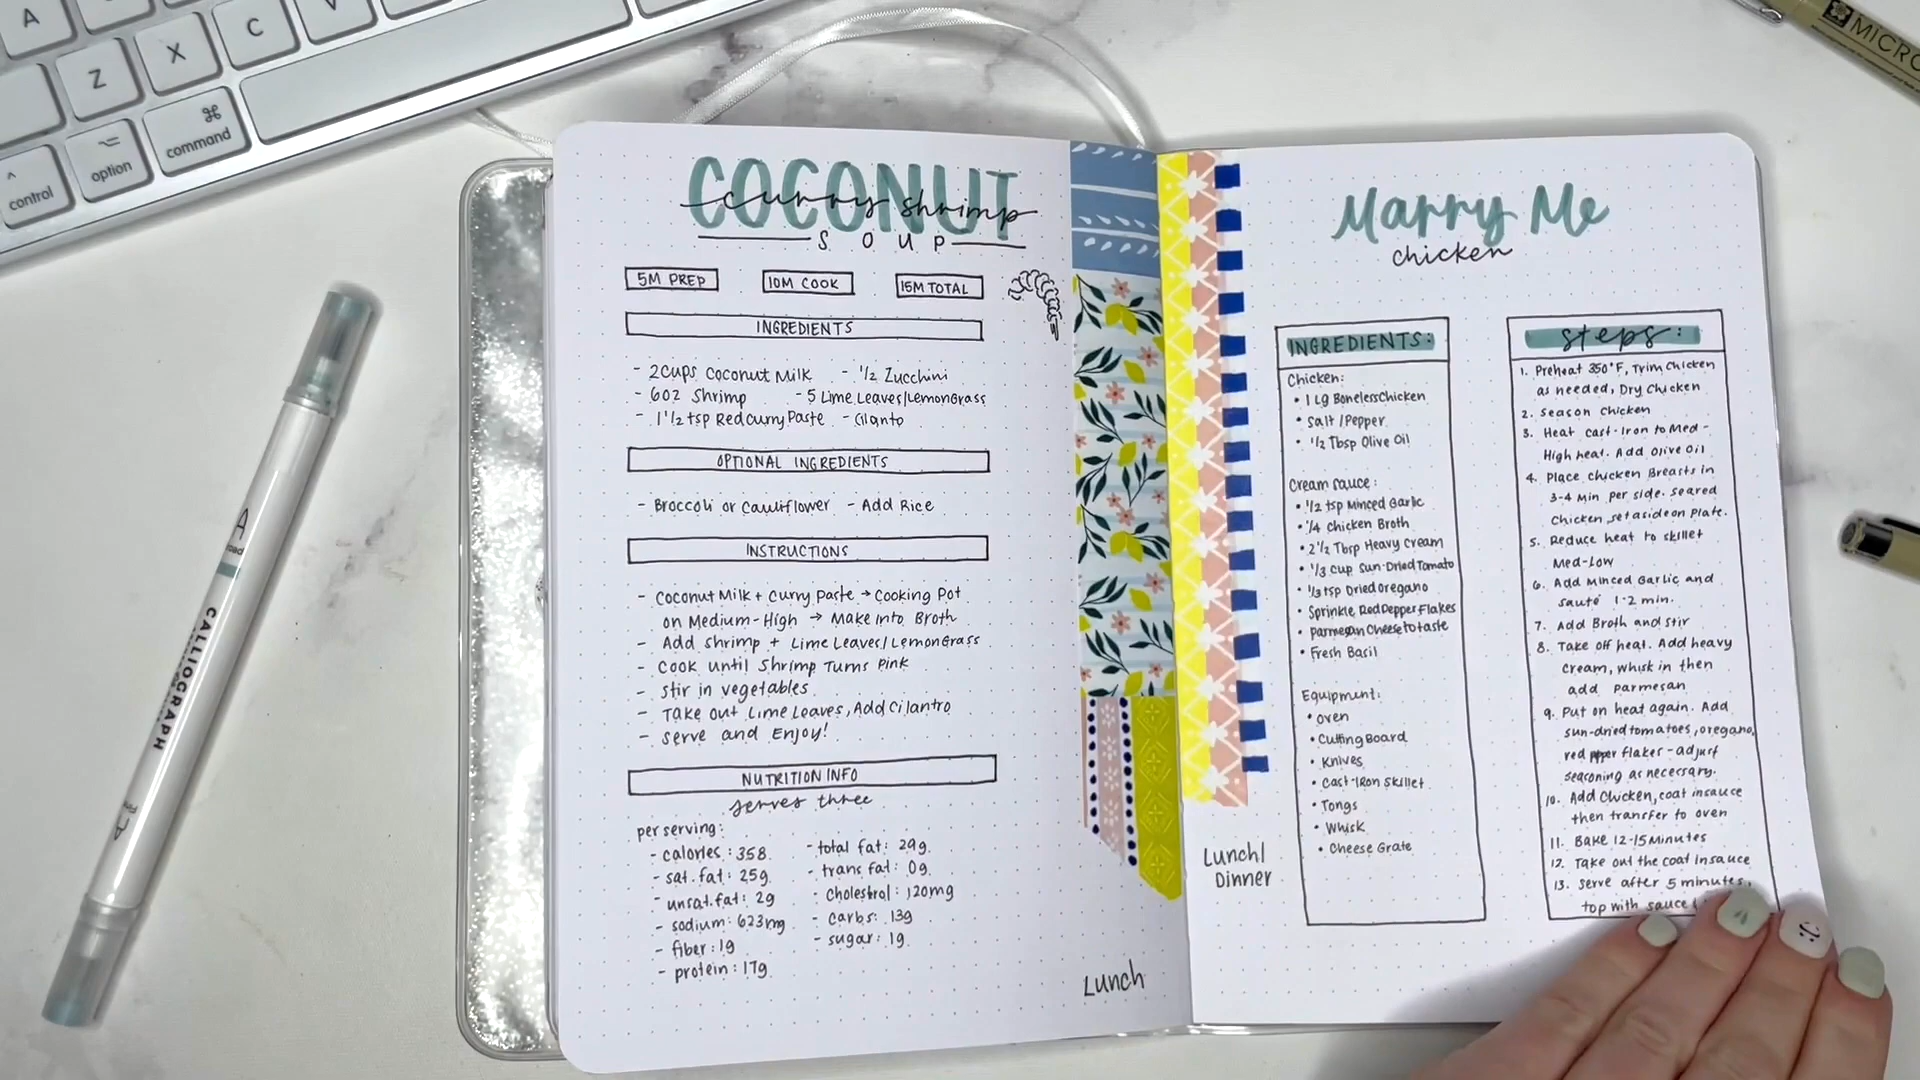 A
Z
X
C
V
control
option
⌘
command
MICRO
A
CALLIOGRAPH
COCONUT
curry shrimp
SOUP
5M PREP
10M COOK
15M TOTAL
INGREDIENTS
- 2cups Coconut Milk - 1/2 Zucchini
- 6oz Shrimp - 5 Lime Leaves/LemonGrass
- 1 1/2 tsp Red Curry Paste - Cilanto
OPTIONAL INGREDIENTS
- Broccoli or Cauliflower - Add Rice
INSTRUCTIONS
- Coconut Milk + Curry Paste → Cooking Pot
on Medium-High → Make into Broth
- Add shrimp + Lime Leaves/LemonGrass
- Cook until Shrimp Turns Pink
- stir in vegetables
- Take out Lime Leaves, Add Cilantro
- serve and Enjoy!
NUTRITION INFO
serves three
per serving:
- calories: 358 - total fat: 29g
- sat. fat: 25g - trans fat: 0g
- unsat. fat: 2g - cholestrol: 120mg
- sodium: 623mg - carbs: 13g
- fiber: 1g - sugar: 1g
- protein: 17g
Lunch
Marry Me
chicken
INGREDIENTS:
Chicken:
• 1 Lg Boneless Chicken
• Salt/Pepper
• 1/2 Tbsp Olive Oil
Cream Sauce:
• 1/2 tsp Minced Garlic
• 1/4 Chicken Broth
• 2 1/2 Tbsp Heavy Cream
• 1/3 Cup Sun-Dried Tomato
• 1/3 tsp Dried Oregano
• Sprinkle Red Pepper Flakes
• Parmesan Cheese to taste
• Fresh Basil
Equipment:
• Oven
• Cutting Board
• Knives
• Cast-Iron Skillet
• Tongs
• Whisk
• Cheese Grate
Lunch/
Dinner
steps:
1. Preheat 350°F, Trim Chicken
as needed, Dry Chicken
2. Season Chicken
3. Heat Cast-Iron to Med-
High heat. Add Olive Oil
4. Place Chicken Breasts in
3-4 Min per side. seared
Chicken set aside on Plate.
5. Reduce heat to skillet
Med-Low
6. Add Minced Garlic and
sauté 1-2 min.
7. Add Broth and stir
8. Take off heat. Add heavy
cream, whisk in then
add parmesan
9. Put on heat again. Add
sun-dried tomatoes, oregano,
red pepper flakes - adjust
seasoning as necessary.
10. Add Chicken, coat in sauce
then transfer to oven
11. Bake 12-15 Minutes
12. Take out the coat in sauce
13. Serve after 5 minutes,
top with sauce